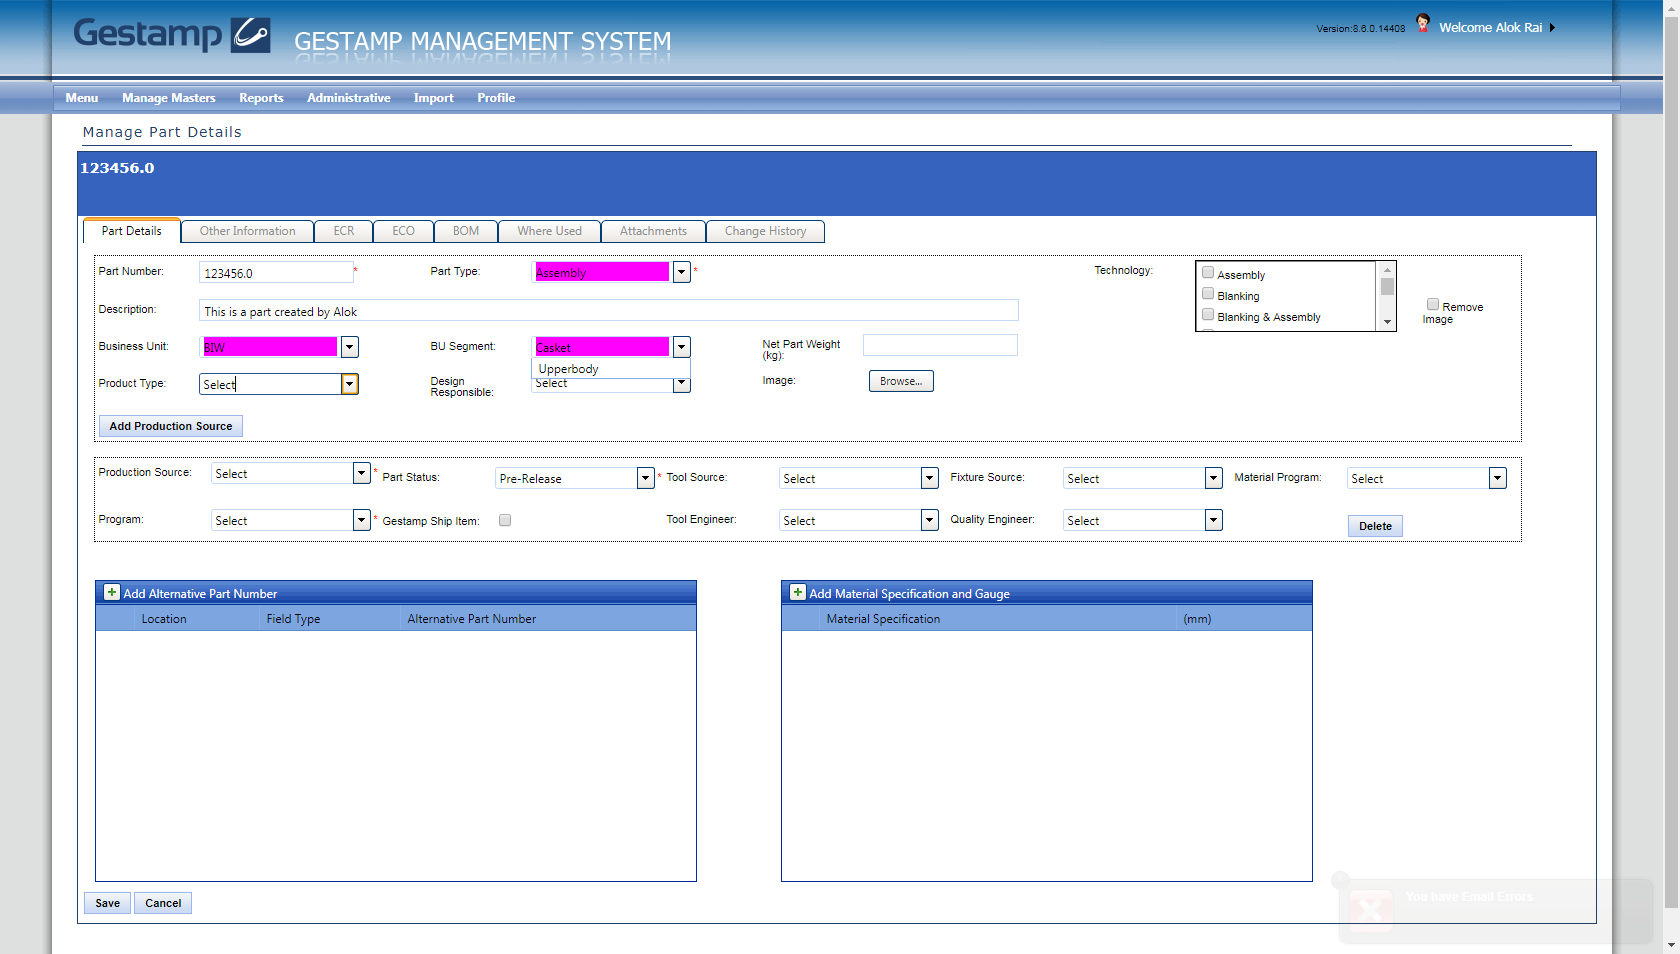 Gestamp
GESTAMP MANAGEMENT SYSTEM
Version:8.6.0.14408
Welcome Alok Rai
Menu Manage Masters Reports Administrative Import Profile
Manage Part Details
123456.0
Part Details Other Information ECR ECO BOM Where Used Attachments Change History
Part Number: 123456.0 * Part Type: Assembly * Technology: Assembly
Blanking
Blanking & Assembly
Remove
Image
Description: This is a part created by Alok
Business Unit: BIW BU Segment: Casket Net Part Weight
(kg):
Upperbody
Product Type: Select Design
Responsible: Select Image: Browse...
Add Production Source
Production Source: Select * Part Status: Pre-Release * Tool Source: Select Fixture Source: Select Material Program: Select
Program: Select * Gestamp Ship Item: Tool Engineer: Select Quality Engineer: Select
Delete
Add Alternative Part Number
Location Field Type Alternative Part Number
Add Material Specification and Gauge
Material Specification (mm)
Save Cancel
You have Email Errors